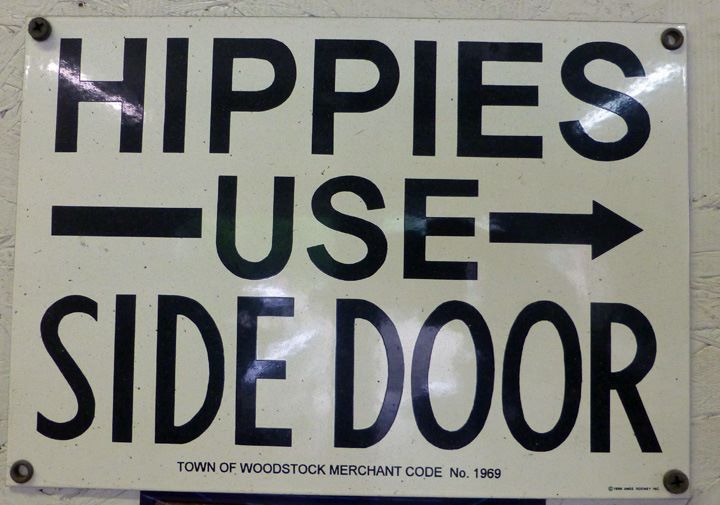 HIPPIES
USE
SIDE DOOR
TOWN OF WOODSTOCK MERCHANT CODE No. 1969